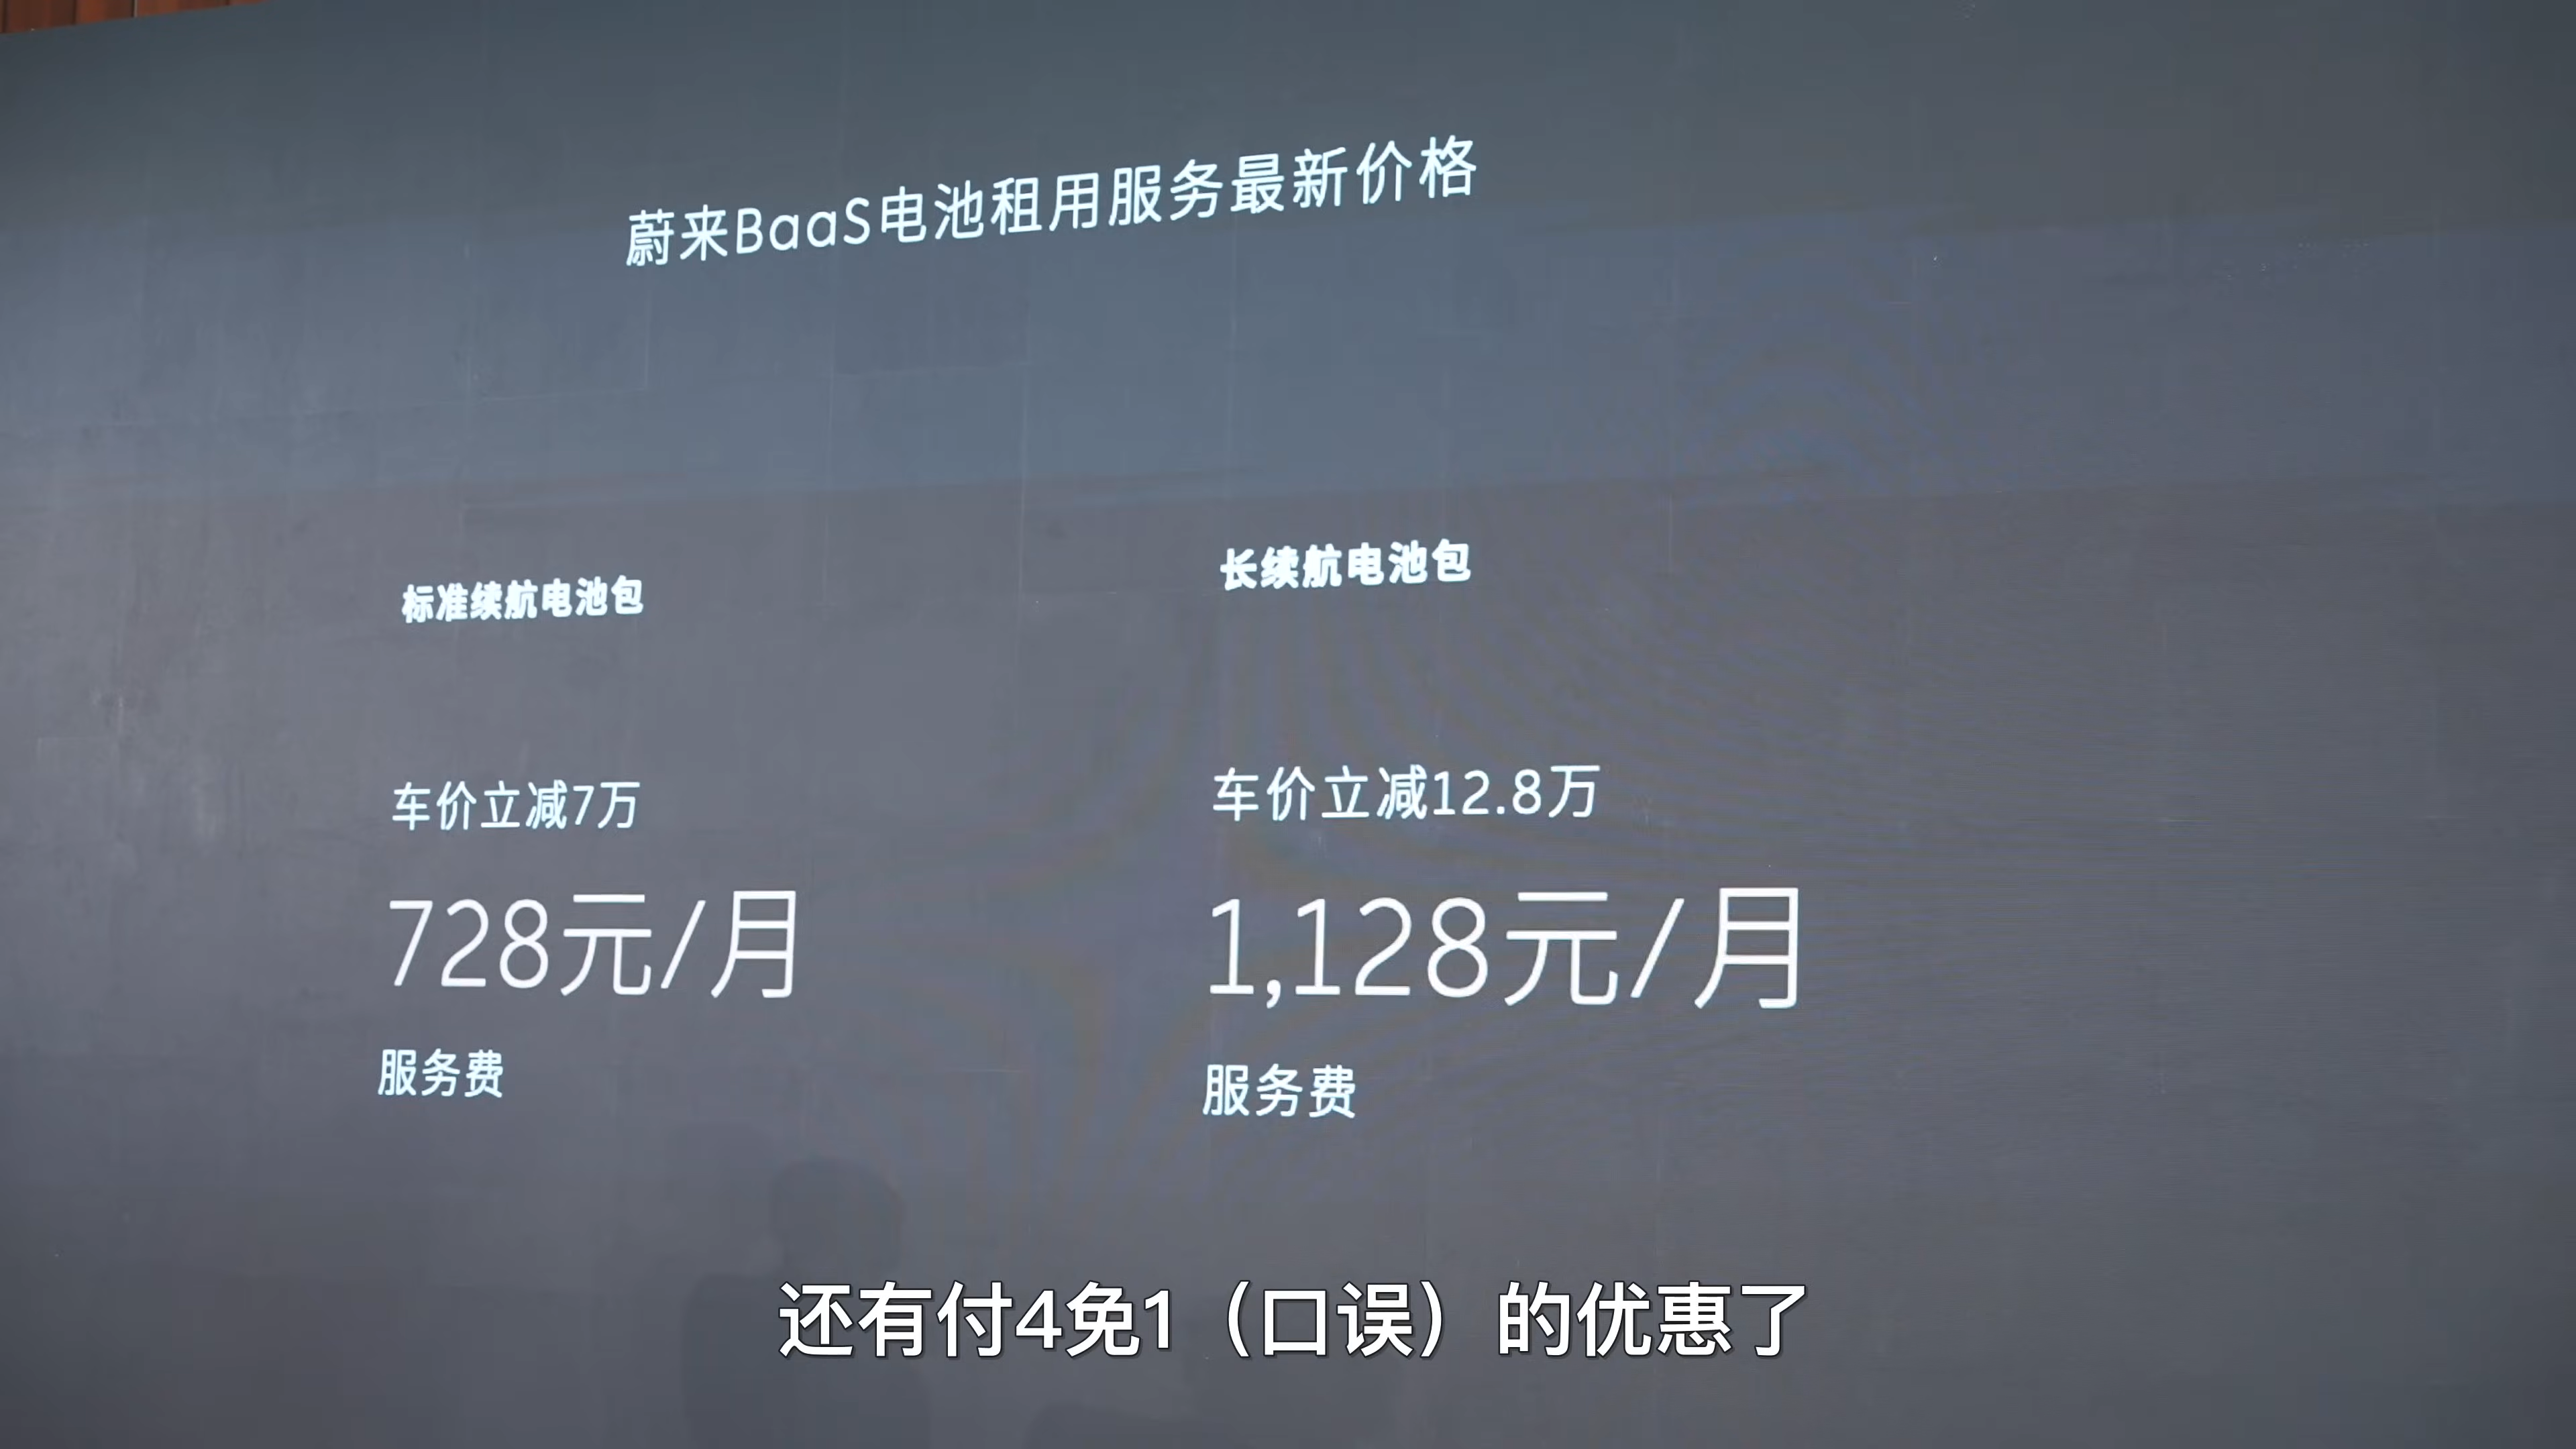 蔚来BaaS电池租用服务最新价格
标准续航电池包
长续航电池包
车价立减7万
车价立减12.8万
728元/月
1,128元/月
服务费
服务费
还有付4免1（口误）的优惠了